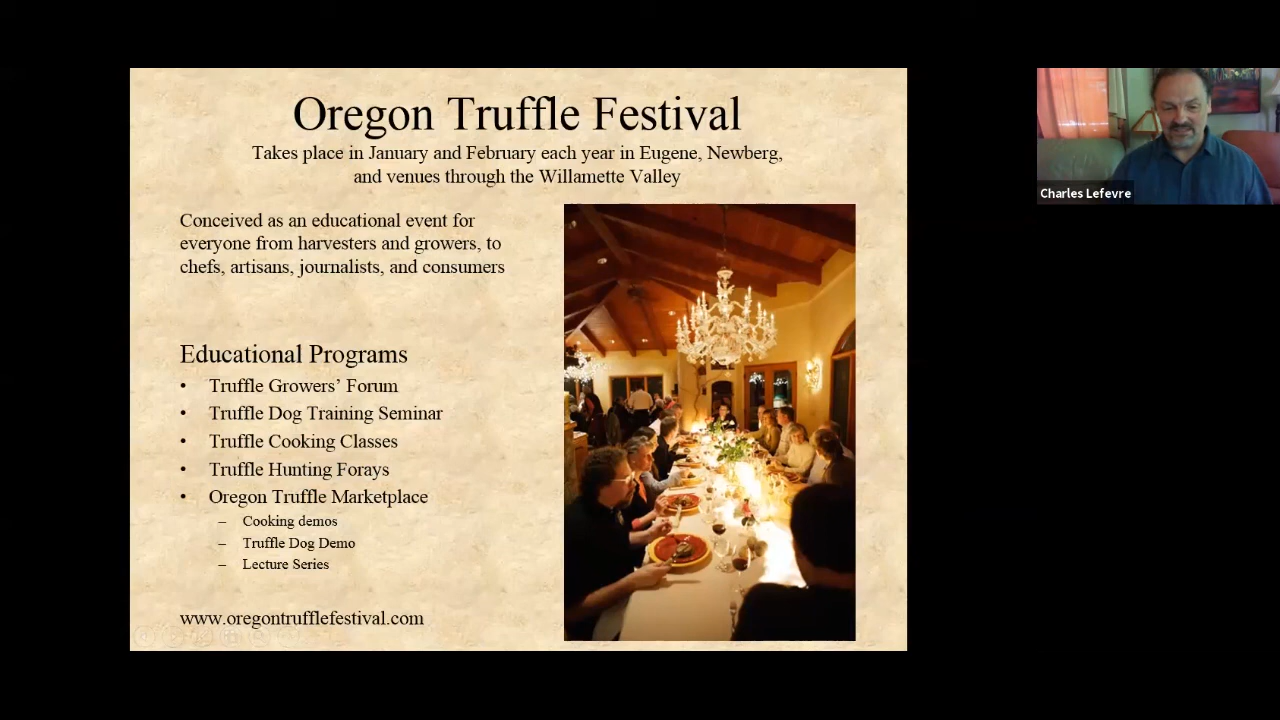 Oregon Truffle Festival
Takes place in January and February each year in Eugene, Newberg,
and venues through the Willamette Valley
Conceived as an educational event for
everyone from harvesters and growers, to
chefs, artisans, journalists, and consumers
Educational Programs
• Truffle Growers’ Forum
• Truffle Dog Training Seminar
• Truffle Cooking Classes
• Truffle Hunting Forays
• Oregon Truffle Marketplace
– Cooking demos
– Truffle Dog Demo
– Lecture Series
www.oregontrufflefestival.com
Charles Lefevre